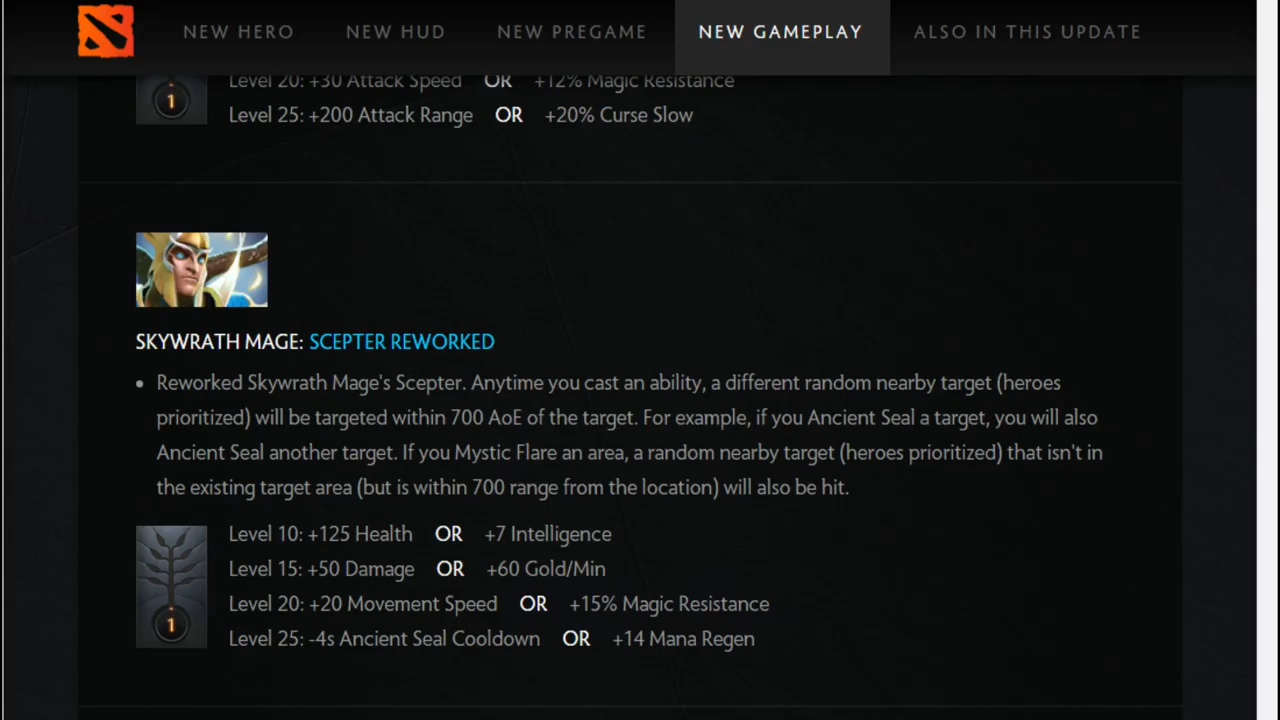 NEW HERO NEW HUD NEW PREGAME NEW GAMEPLAY ALSO IN THIS UPDATE
Level 20: +30 Attack Speed OR +12% Magic Resistance
1
Level 25: +200 Attack Range OR +20% Curse Slow
SKYWRATH MAGE: SCEPTER REWORKED
• Reworked Skywrath Mage's Scepter. Anytime you cast an ability, a different random nearby target (heroes
prioritized) will be targeted within 700 AoE of the target. For example, if you Ancient Seal a target, you will also
Ancient Seal another target. If you Mystic Flare an area, a random nearby target (heroes prioritized) that isn't in
the existing target area (but is within 700 range from the location) will also be hit.
Level 10: +125 Health OR +7 Intelligence
Level 15: +50 Damage OR +60 Gold/Min
Level 20: +20 Movement Speed OR +15% Magic Resistance
1
Level 25: -4s Ancient Seal Cooldown OR +14 Mana Regen